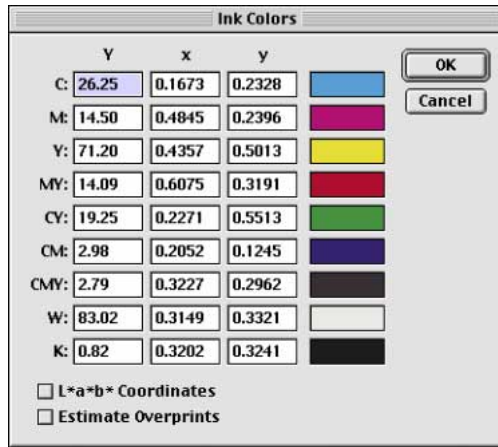 Ink Colors
Y x y
C: 26.25 0.1673 0.2328
M: 14.50 0.4845 0.2396
Y: 71.20 0.4357 0.5013
MY: 14.09 0.6075 0.3191
CY: 19.25 0.2271 0.5513
CM: 2.98 0.2052 0.1245
CMY: 2.79 0.3227 0.2962
W: 83.02 0.3149 0.3321
K: 0.82 0.3202 0.3241
OK
Cancel
L*a*b* Coordinates
Estimate Overprints